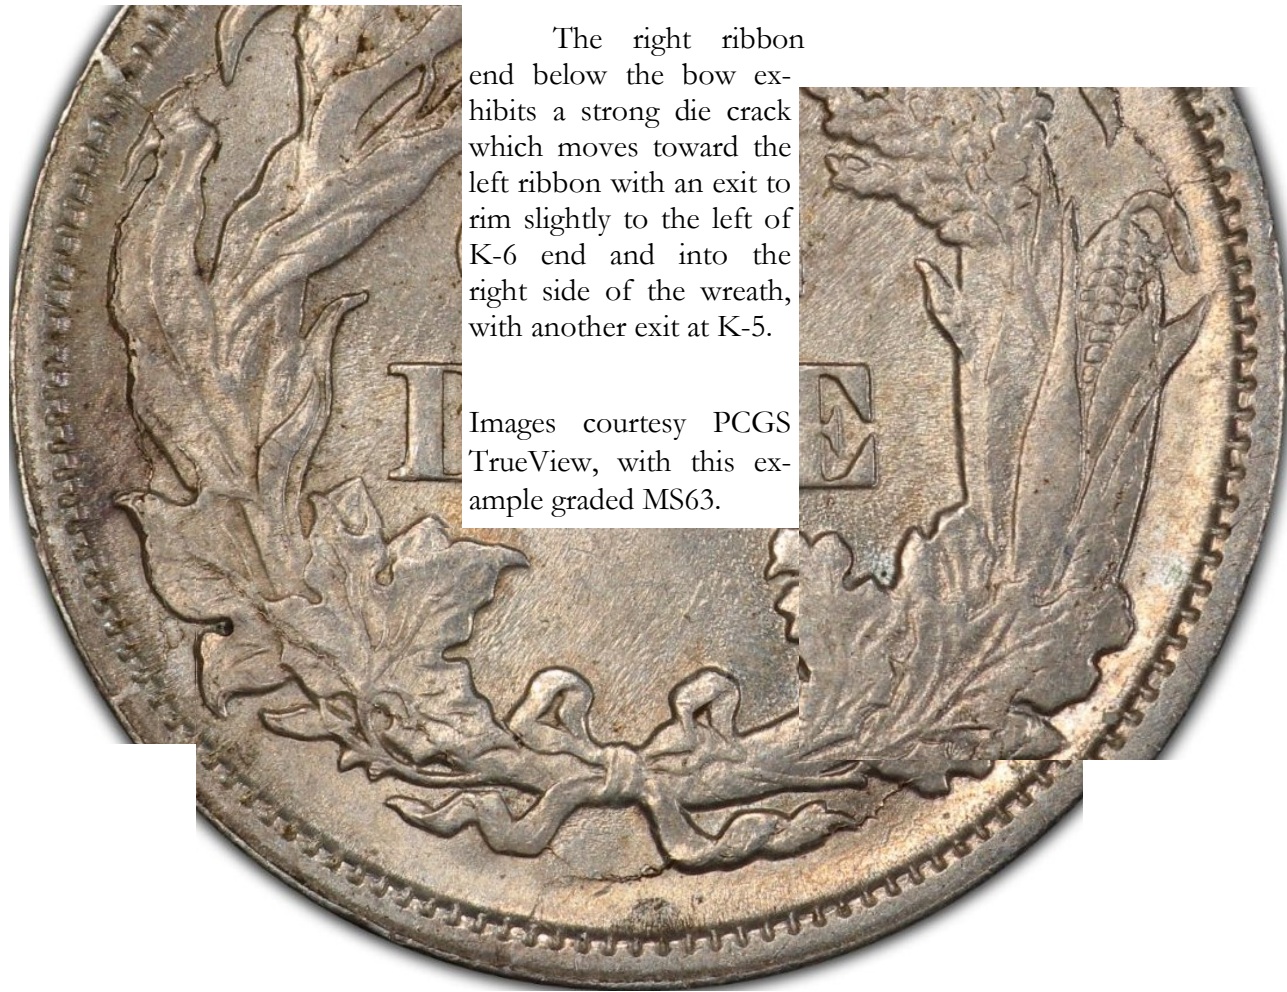 The right ribbon
end below the bow ex-
hibits a strong die crack
which moves toward the
left ribbon with an exit to
rim slightly to the left of
K-6 end and into the
right side of the wreath,
with another exit at K-5.
Images courtesy PCGS
TrueView, with this ex-
ample graded MS63.
E